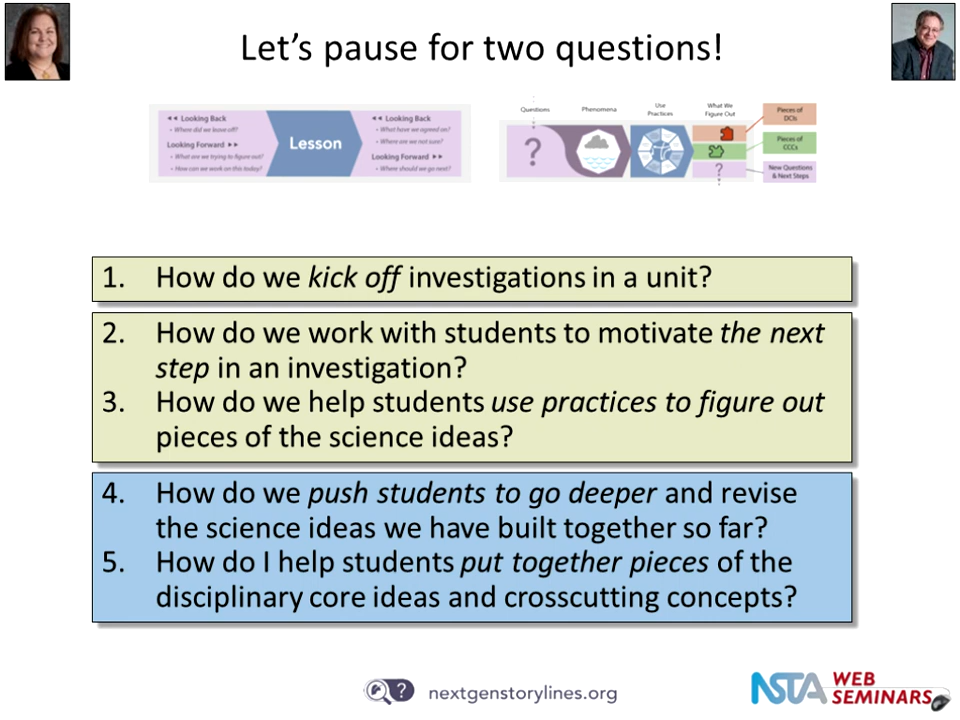 Let's pause for two questions!
◄◄ Looking Back
• Where did we leave off?
Looking Forward ►►
• What are we trying to figure out?
• How can we work on this today?
Lesson
◄◄ Looking Back
• What have we agreed on?
• Where are we not sure?
Looking Forward ►►
• Where should we go next?
Questions
Phenomena
Use
Practices
What We
Figure Out
?
?
Pieces of
DCIs
Pieces of
CCCs
New Questions
& Next Steps
1. How do we kick off investigations in a unit?
2. How do we work with students to motivate the next
step in an investigation?
3. How do we help students use practices to figure out
pieces of the science ideas?
4. How do we push students to go deeper and revise
the science ideas we have built together so far?
5. How do I help students put together pieces of the
disciplinary core ideas and crosscutting concepts?
?
nextgenstorylines.org
NSTA WEB
SEMINARS